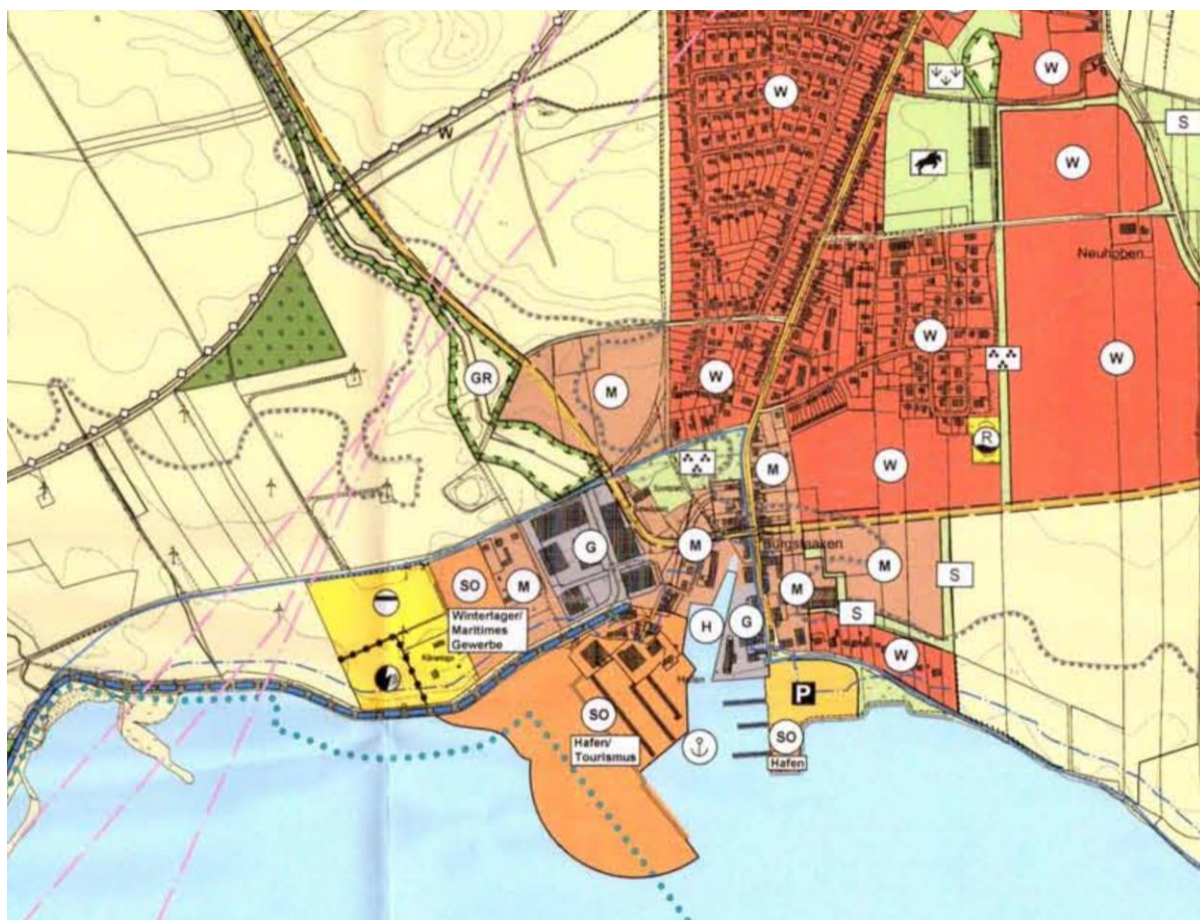 W
W
S
W
W
Neuhoben
W
W
GR
M
W
R
M
W
G
M
Burgstaaken
M
S
SO
M
M
Winterlager/
Maritimes
Gewerbe
H
G
S
W
P
SO
SO
Hafen/
Tourismus
Hafen